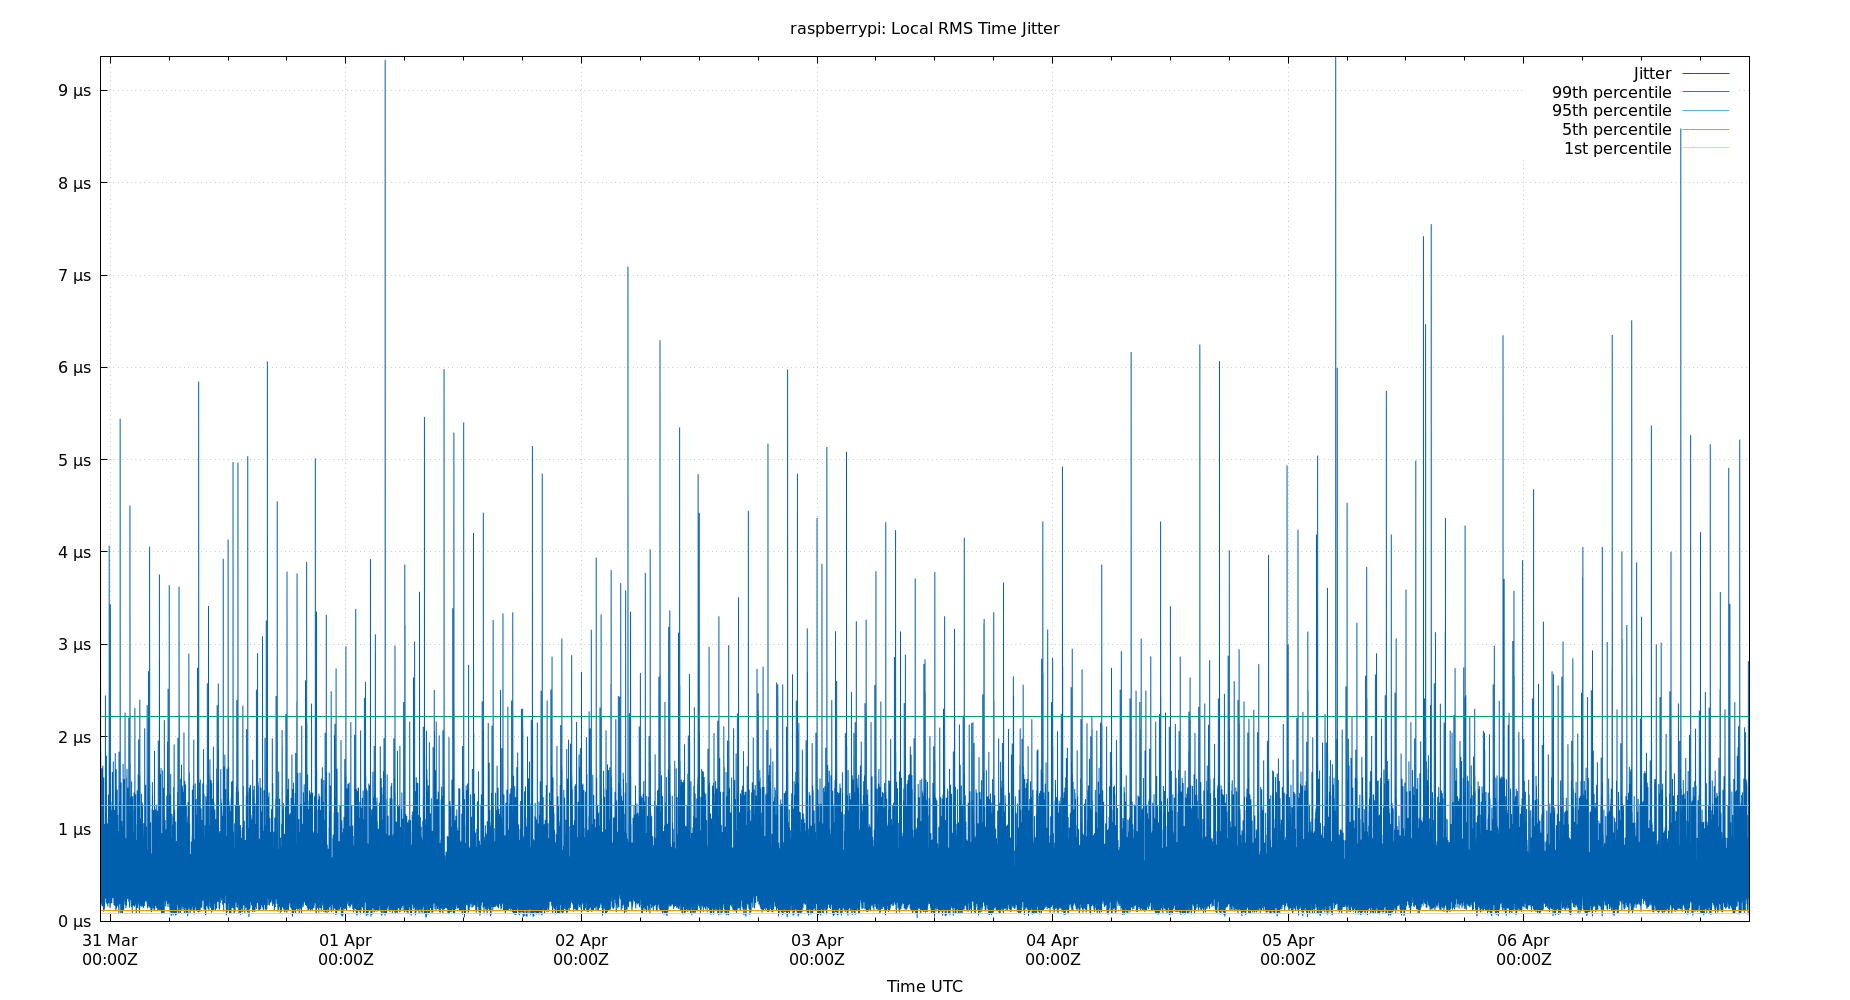 raspberrypi: Local RMS Time Jitter
Jitter
99th percentile
95th percentile
5th percentile
1st percentile
9 µs
8 µs
7 µs
6 µs
5 µs
4 µs
3 µs
2 µs
1 µs
0 µs
31 Mar 01 Apr 02 Apr 03 Apr 04 Apr 05 Apr 06 Apr
00:00Z 00:00Z 00:00Z 00:00Z 00:00Z 00:00Z 00:00Z
Time UTC